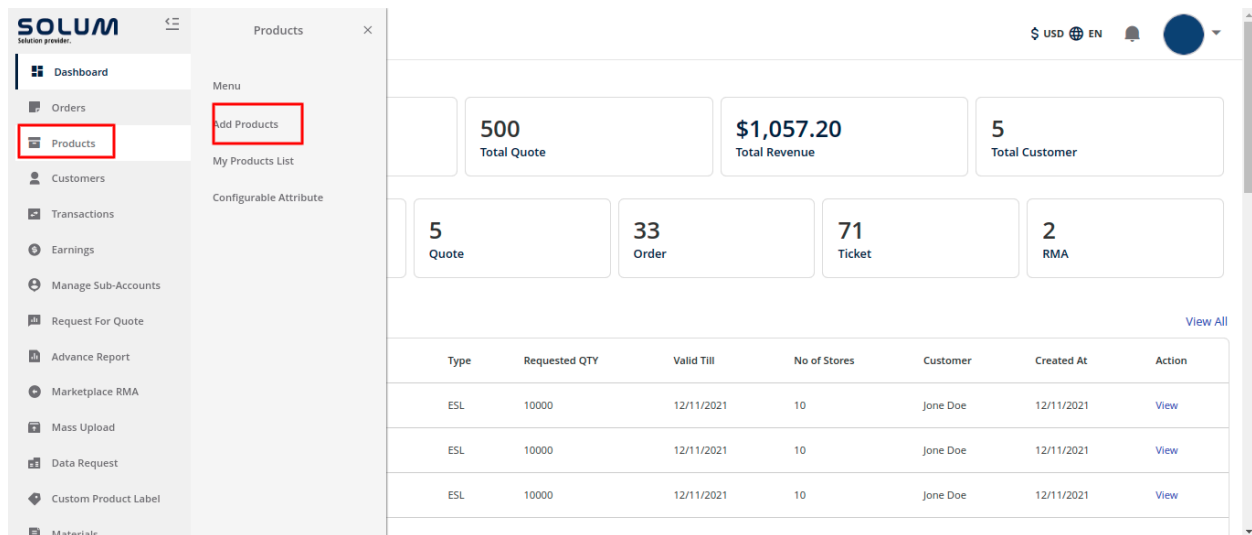 SOLUM
Solution provider.
Dashboard
Orders
Products
Customers
Transactions
Earnings
Manage Sub-Accounts
Request For Quote
Advance Report
Marketplace RMA
Mass Upload
Data Request
Custom Product Label
Materials
Products
Menu
Add Products
My Products List
Configurable Attribute
$ USD EN
500
Total Quote
$1,057.20
Total Revenue
5
Total Customer
5
Quote
33
Order
71
Ticket
2
RMA
View All
Type Requested QTY Valid Till No of Stores Customer Created At Action
ESL 10000 12/11/2021 10 Jone Doe 12/11/2021 View
ESL 10000 12/11/2021 10 Jone Doe 12/11/2021 View
ESL 10000 12/11/2021 10 Jone Doe 12/11/2021 View